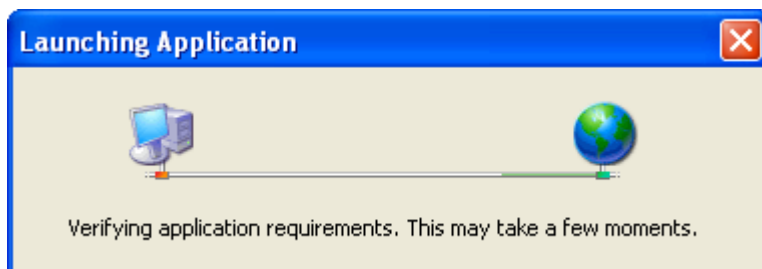 Launching Application
Verifying application requirements. This may take a few moments.